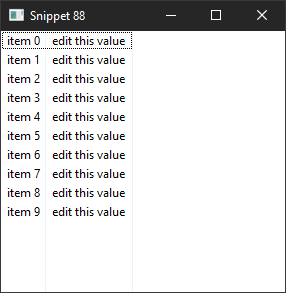 Snippet 88
item 0 edit this value
item 1 edit this value
item 2 edit this value
item 3 edit this value
item 4 edit this value
item 5 edit this value
item 6 edit this value
item 7 edit this value
item 8 edit this value
item 9 edit this value